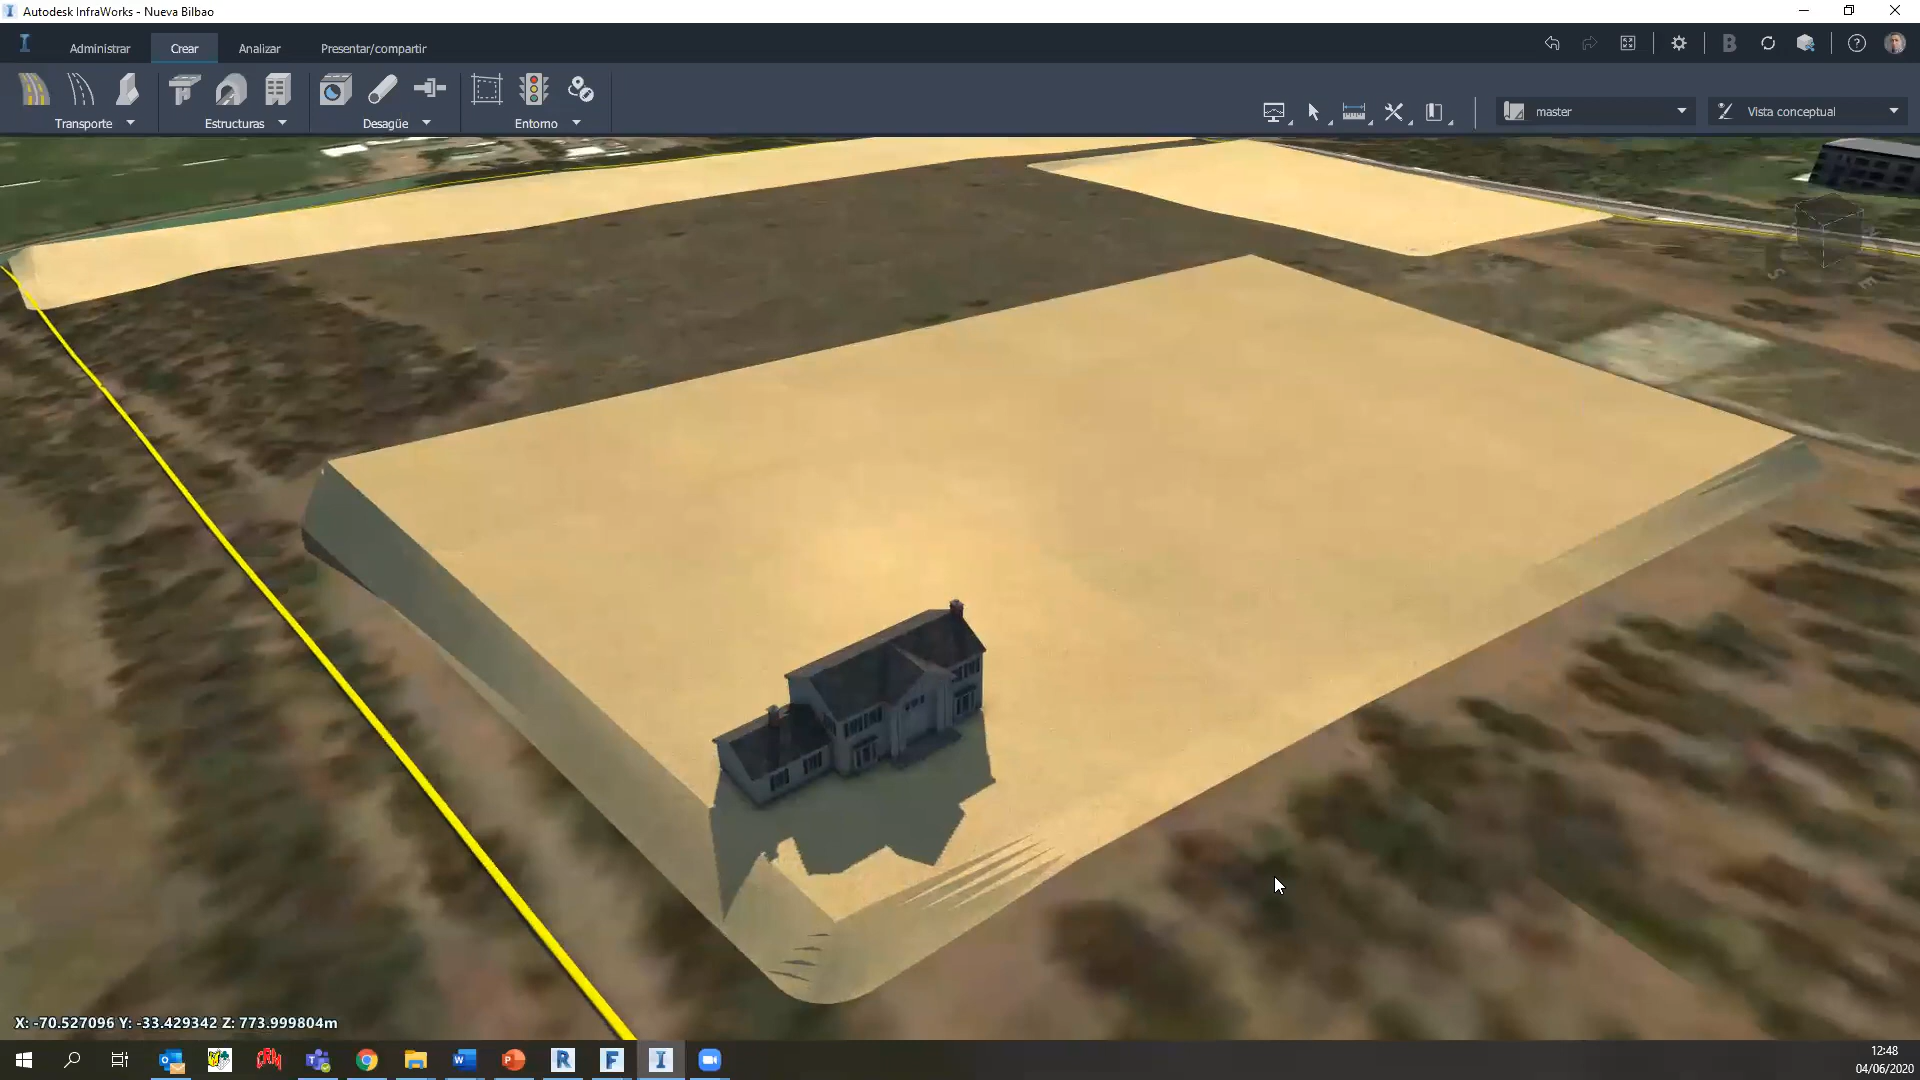 Autodesk InfraWorks - Nueva Bilbao
I
Administrar
Crear
Analizar
Presentar/compartir
B
?
Transporte
Estructuras
Desagüe
Entorno
master
Vista conceptual
S
E
X: -70.527096 Y: -33.429342 Z: 773.999804m
CRM
R
F
I
12:48
04/06/2020